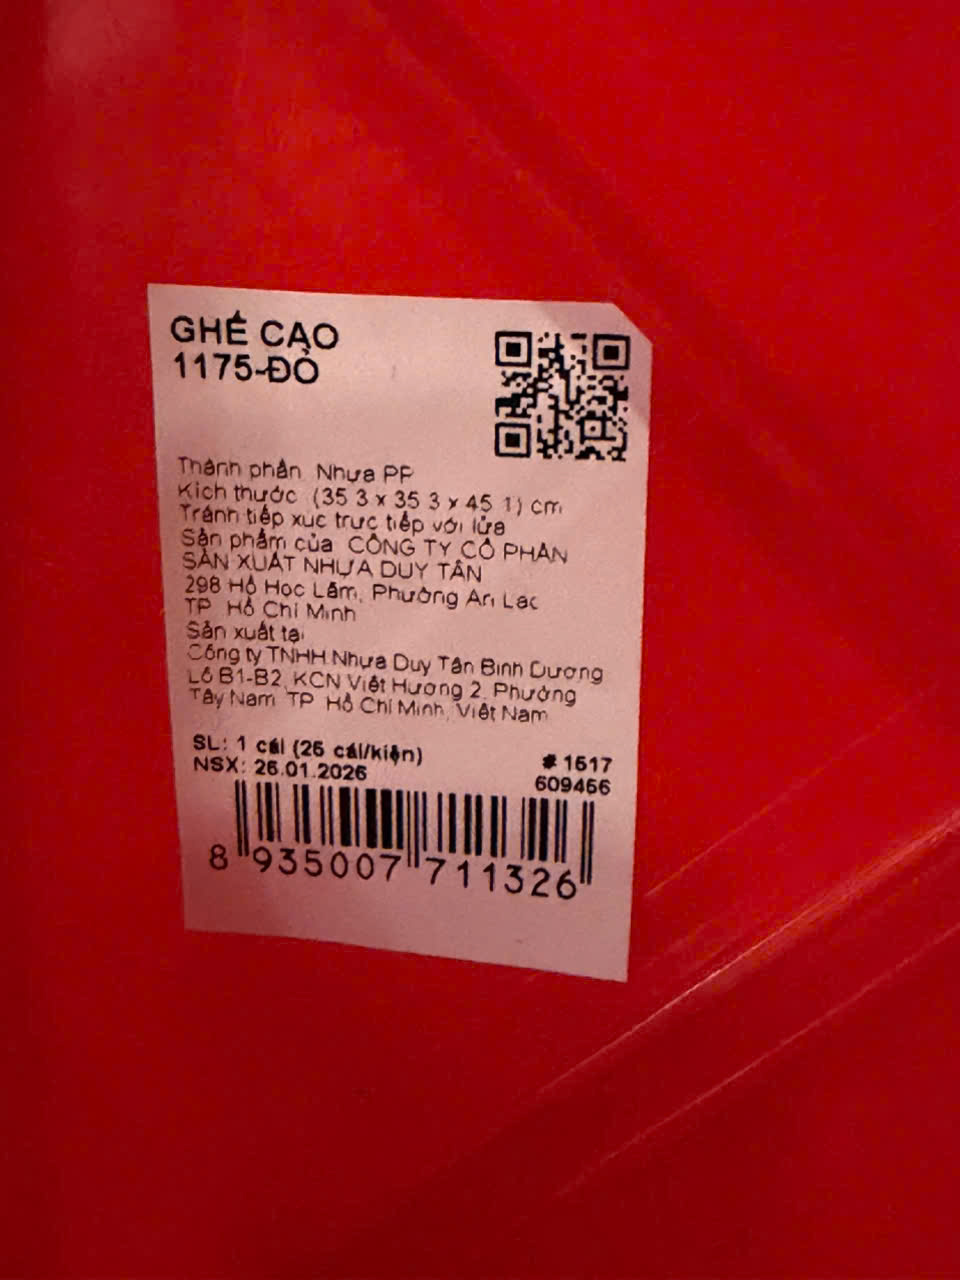 GHẾ CAO
1175-ĐỎ
Thành phần: Nhựa PP
Kích thước: (35.3 x 35.3 x 45.1) cm
Tránh tiếp xúc trực tiếp với lửa
Sản phẩm của: CÔNG TY CỔ PHẦN
SẢN XUẤT NHỰA DUY TÂN
298 Hồ Học Lãm, Phường An Lạc
TP. Hồ Chí Minh
Sản xuất tại:
Công ty TNHH Nhựa Duy Tân Bình Dương
Lô B1-B2, KCN Việt Hương 2, Phường
Tây Nam, TP. Hồ Chí Minh, Việt Nam
SL: 1 cái (25 cái/kiện)
NSX: 26.01.2026
# 1517
609466
8 935007 711326